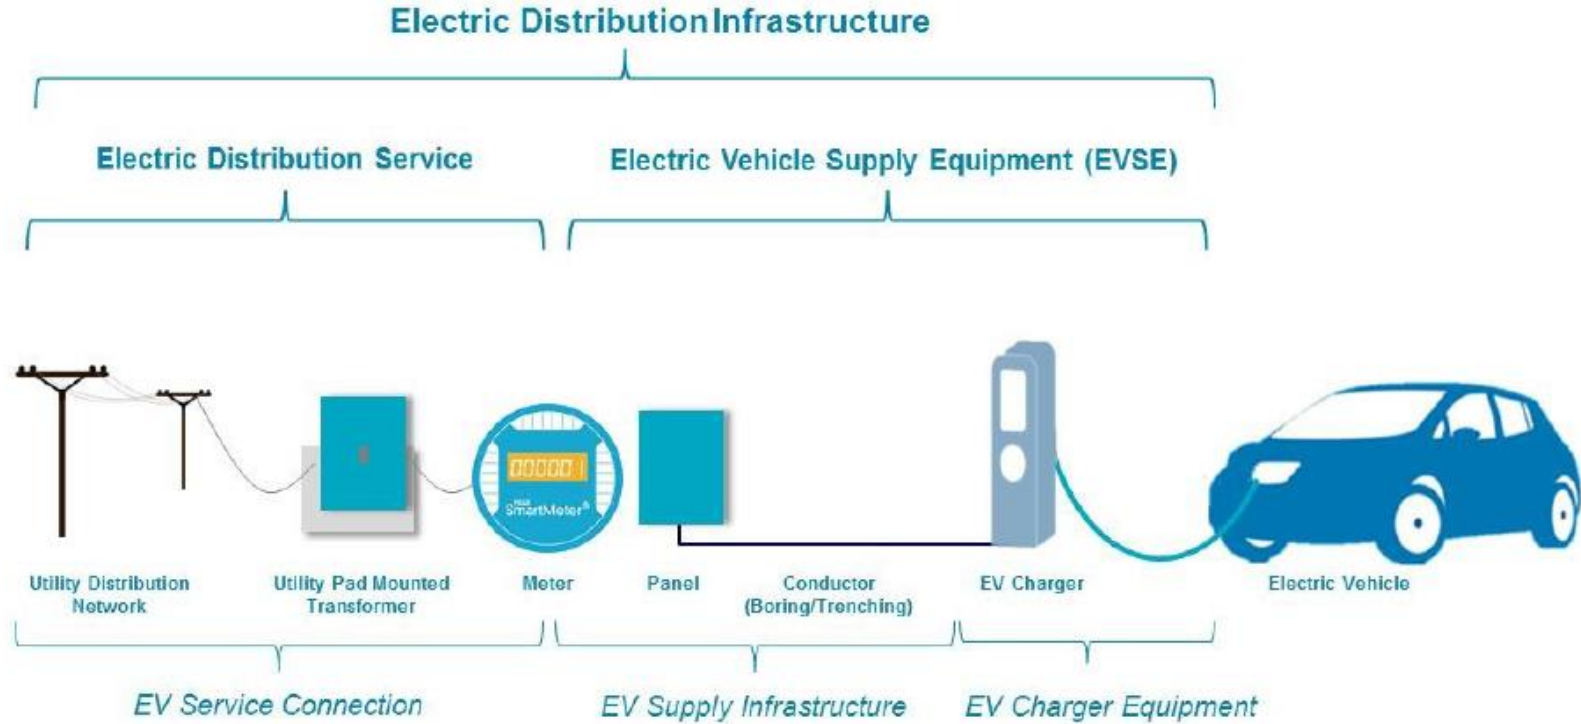 Electric Distribution Infrastructure
Electric Distribution Service
Electric Vehicle Supply Equipment (EVSE)
000001
SmartMeter
Utility Distribution
Network
Utility Pad Mounted
Transformer
Meter
Panel
Conductor
(Boring/Trenching)
EV Charger
Electric Vehicle
EV Service Connection
EV Supply Infrastructure
EV Charger Equipment